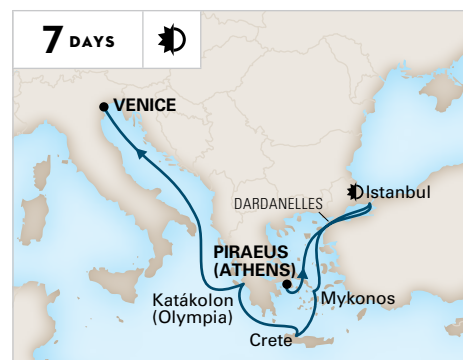 7 DAYS
VENICE
Istanbul
DARDANELLES
PIRAEUS
(ATHENS)
Katákolon
(Olympia)
Mykonos
Crete